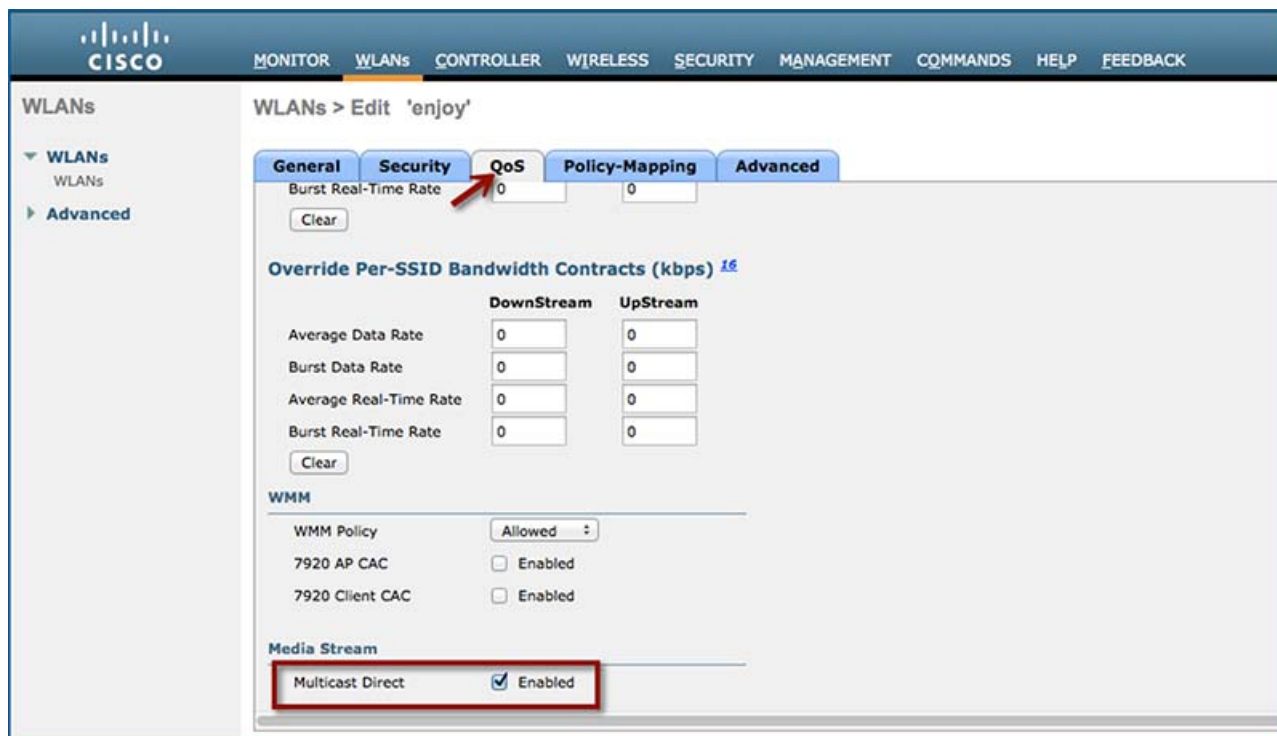 CISCO
MONITOR WLANs CONTROLLER WIRELESS SECURITY MANAGEMENT COMMANDS HELP FEEDBACK
WLANs
WLANs > Edit 'enjoy'
WLANs
WLANs
Advanced
General Security QoS Policy-Mapping Advanced
Burst Real-Time Rate 0 0
Clear
Override Per-SSID Bandwidth Contracts (kbps) 16
DownStream UpStream
Average Data Rate 0 0
Burst Data Rate 0 0
Average Real-Time Rate 0 0
Burst Real-Time Rate 0 0
Clear
WMM
WMM Policy Allowed
7920 AP CAC Enabled
7920 Client CAC Enabled
Media Stream
Multicast Direct Enabled